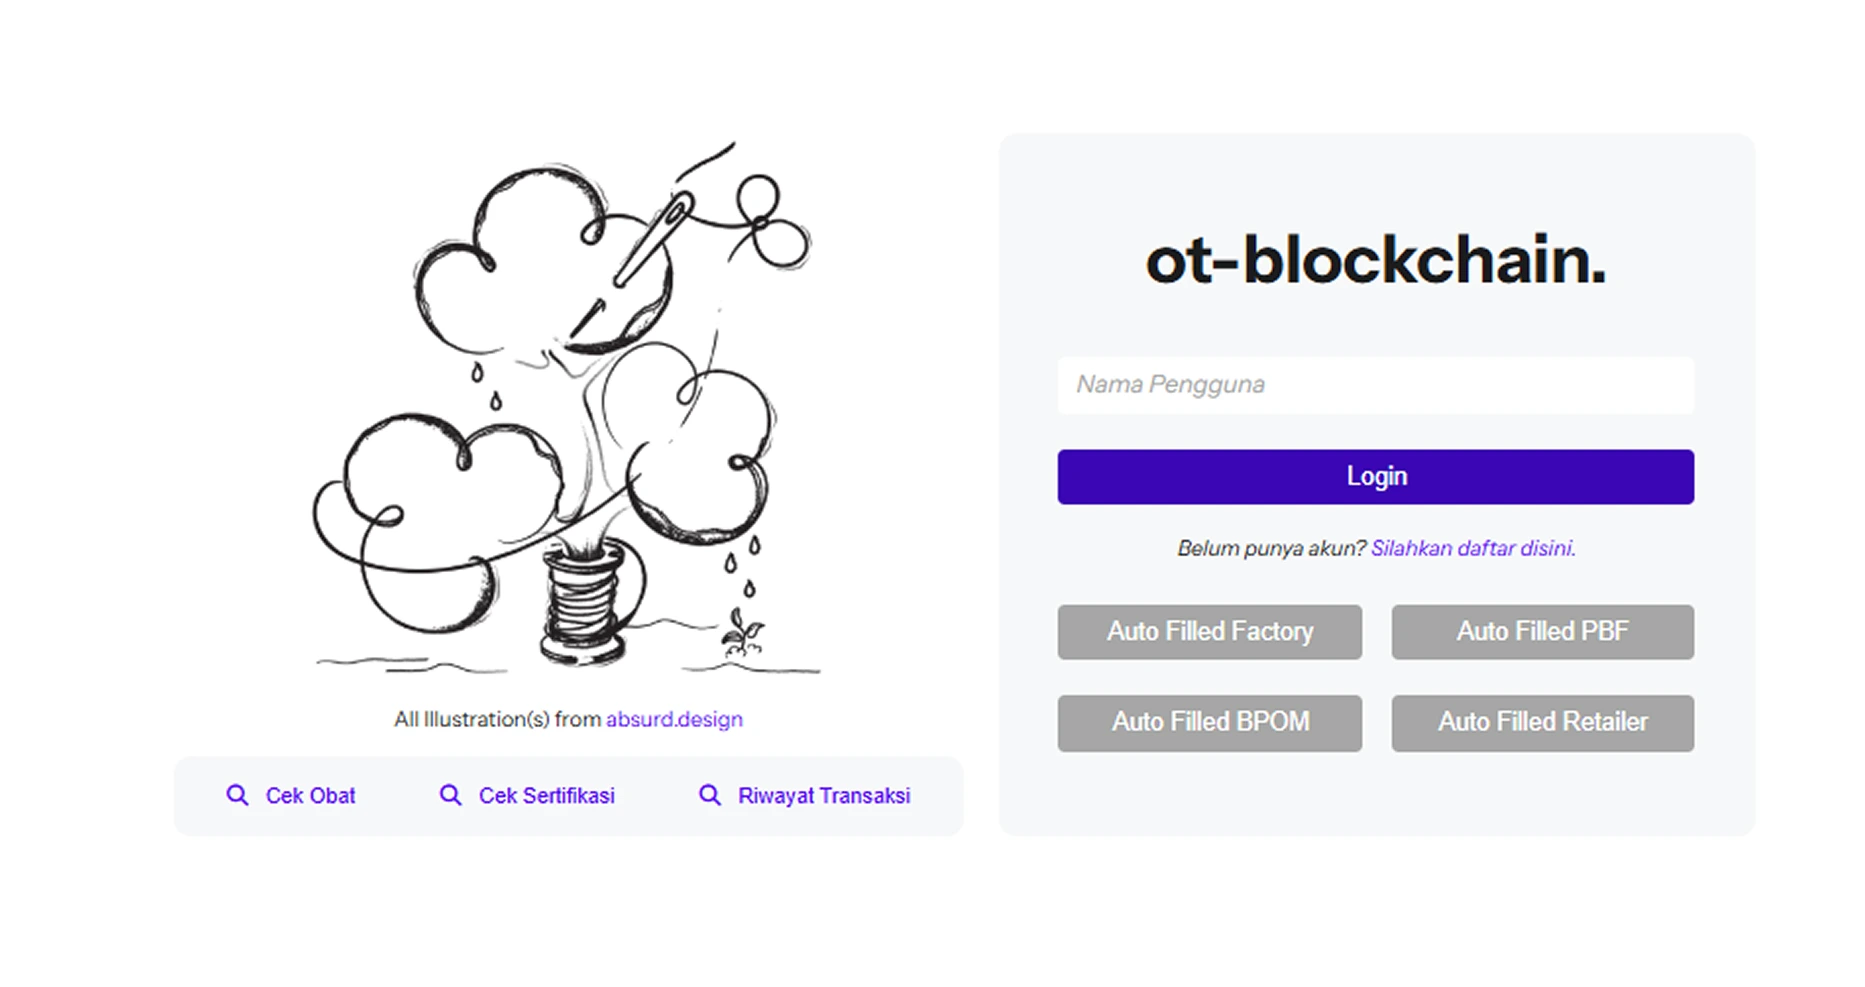 All Illustration(s) from absurd.design
Cek Obat
Cek Sertifikasi
Riwayat Transaksi
ot-blockchain.
Nama Pengguna
Login
Belum punya akun? Silahkan daftar disini.
Auto Filled Factory
Auto Filled PBF
Auto Filled BPOM
Auto Filled Retailer